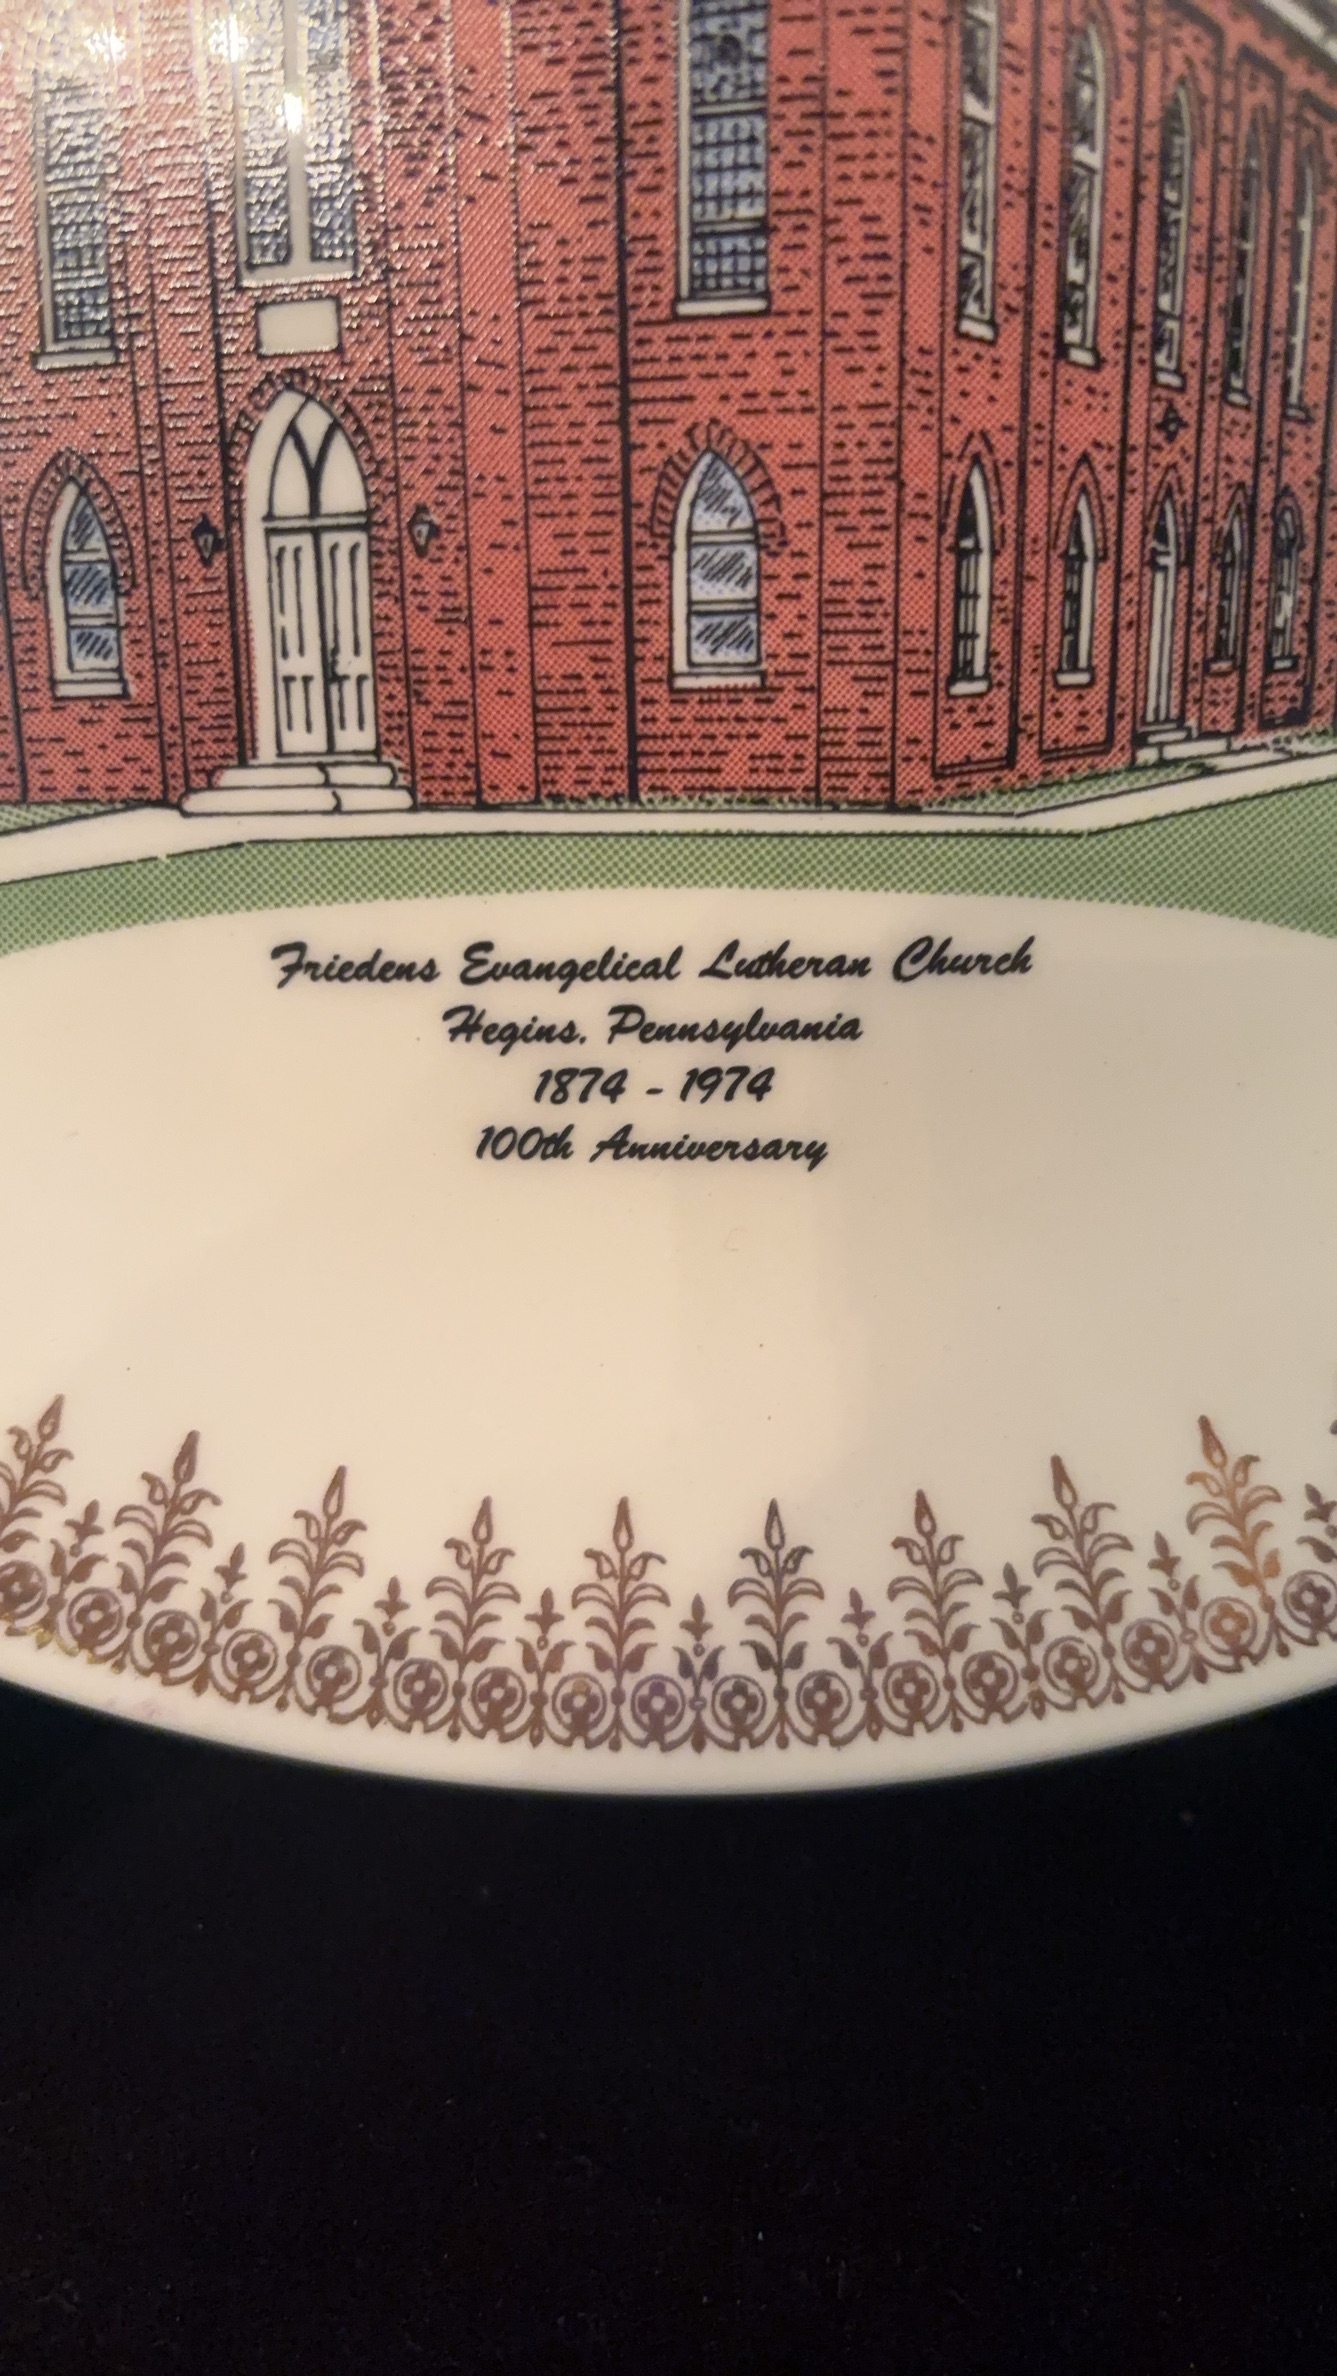 Friedens Evangelical Lutheran Church
Hegins, Pennsylvania
1874 - 1974
100th Anniversary